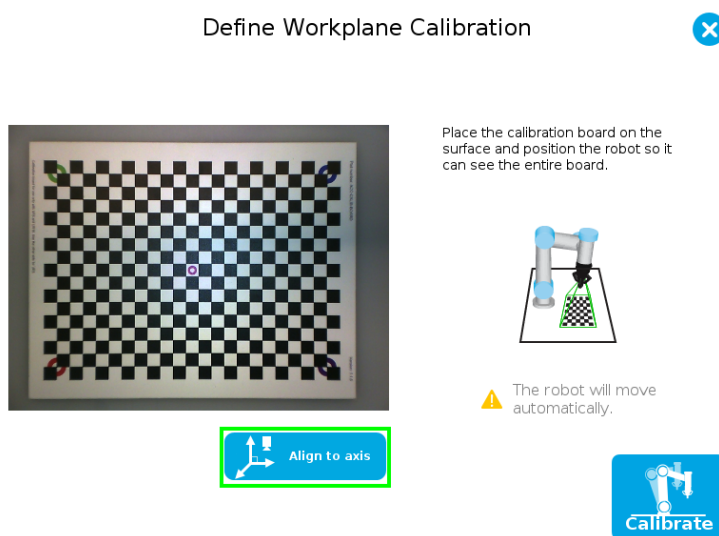 Define Workplane Calibration
Place the calibration board on the
surface and position the robot so it
can see the entire board.
The robot will move
automatically.
Align to axis
Calibrate